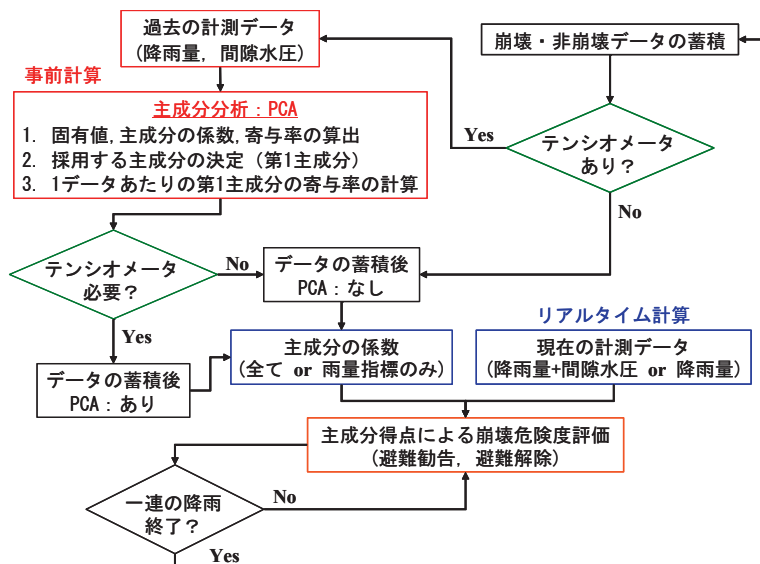 過去の計測データ
(降雨量, 間隙水圧)
崩壊・非崩壊データの蓄積
事前計算
主成分分析：PCA
1. 固有値, 主成分の係数, 寄与率の算出
2. 採用する主成分の決定（第1主成分）
3. 1データあたりの第1主成分の寄与率の計算
Yes
テンシオメータ
あり？
No
テンシオメータ
必要？
No
データの蓄積後
PCA：なし
Yes
リアルタイム計算
データの蓄積後
PCA：あり
主成分の係数
(全て or 雨量指標のみ)
現在の計測データ
(降雨量+間隙水圧 or 降雨量)
主成分得点による崩壊危険度評価
(避難勧告, 避難解除)
一連の降雨
終了？
No
Yes